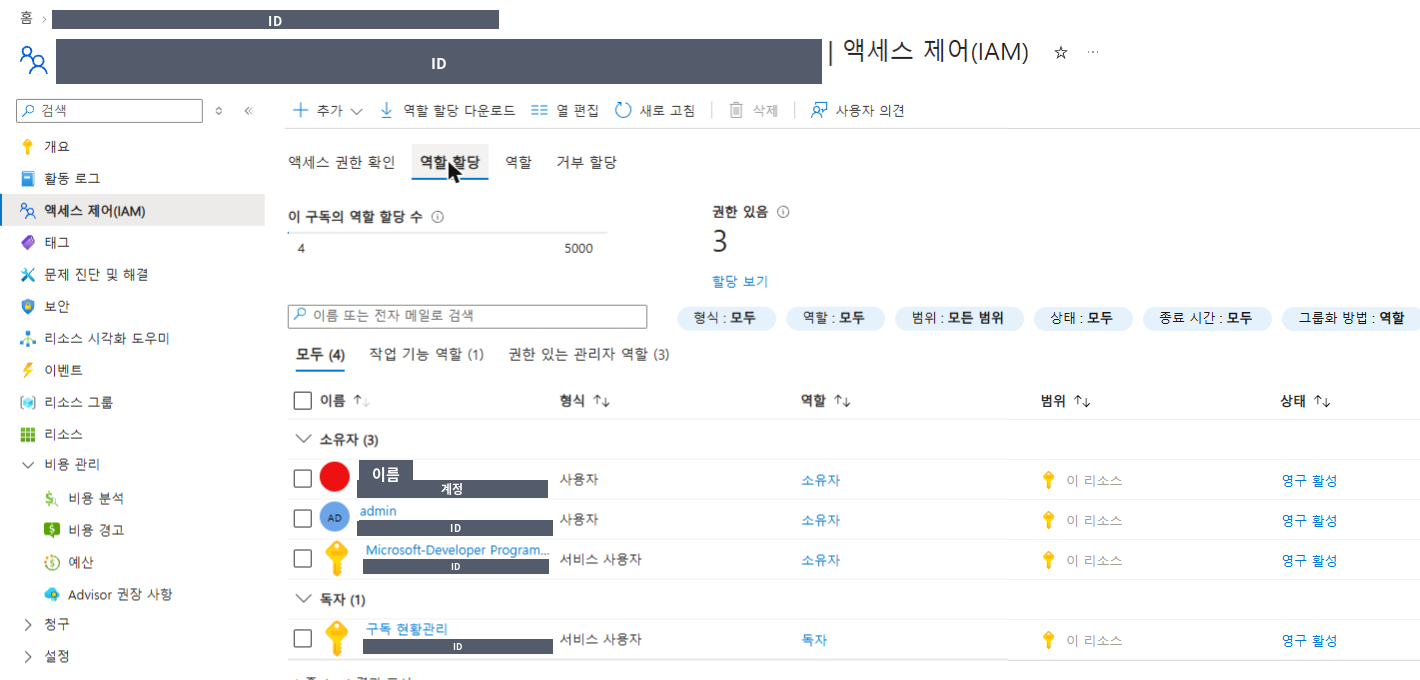 홈 >
ID
ID
| 액세스 제어(IAM) ☆ ···
검색
추가 역할 할당 다운로드 열 편집 새로 고침 | 삭제 | 사용자 의견
개요
활동 로그
액세스 제어(IAM)
태그
문제 진단 및 해결
보안
리소스 시각화 도우미
이벤트
리소스 그룹
리소스
비용 관리
비용 분석
비용 경고
예산
Advisor 권장 사항
청구
설정
액세스 권한 확인 역할 할당 역할 거부 할당
이 구독의 역할 할당 수
4 5000
권한 있음
3
할당 보기
이름 또는 전자 메일로 검색
형식 : 모두 역할 : 모두 범위 : 모든 범위 상태 : 모두 종료 시간 : 모두 그룹화 방법 : 역할
모두 (4) 작업 기능 역할 (1) 권한 있는 관리자 역할 (3)
이름 ↑↓ 형식 ↑↓ 역할 ↑↓ 범위 ↑↓ 상태 ↑↓
소유자 (3)
이름
계정 사용자 소유자 이 리소스 영구 활성
AD admin
ID 사용자 소유자 이 리소스 영구 활성
Microsoft-Developer Program...
ID 서비스 사용자 소유자 이 리소스 영구 활성
독자 (1)
구독 현황관리
ID 서비스 사용자 독자 이 리소스 영구 활성